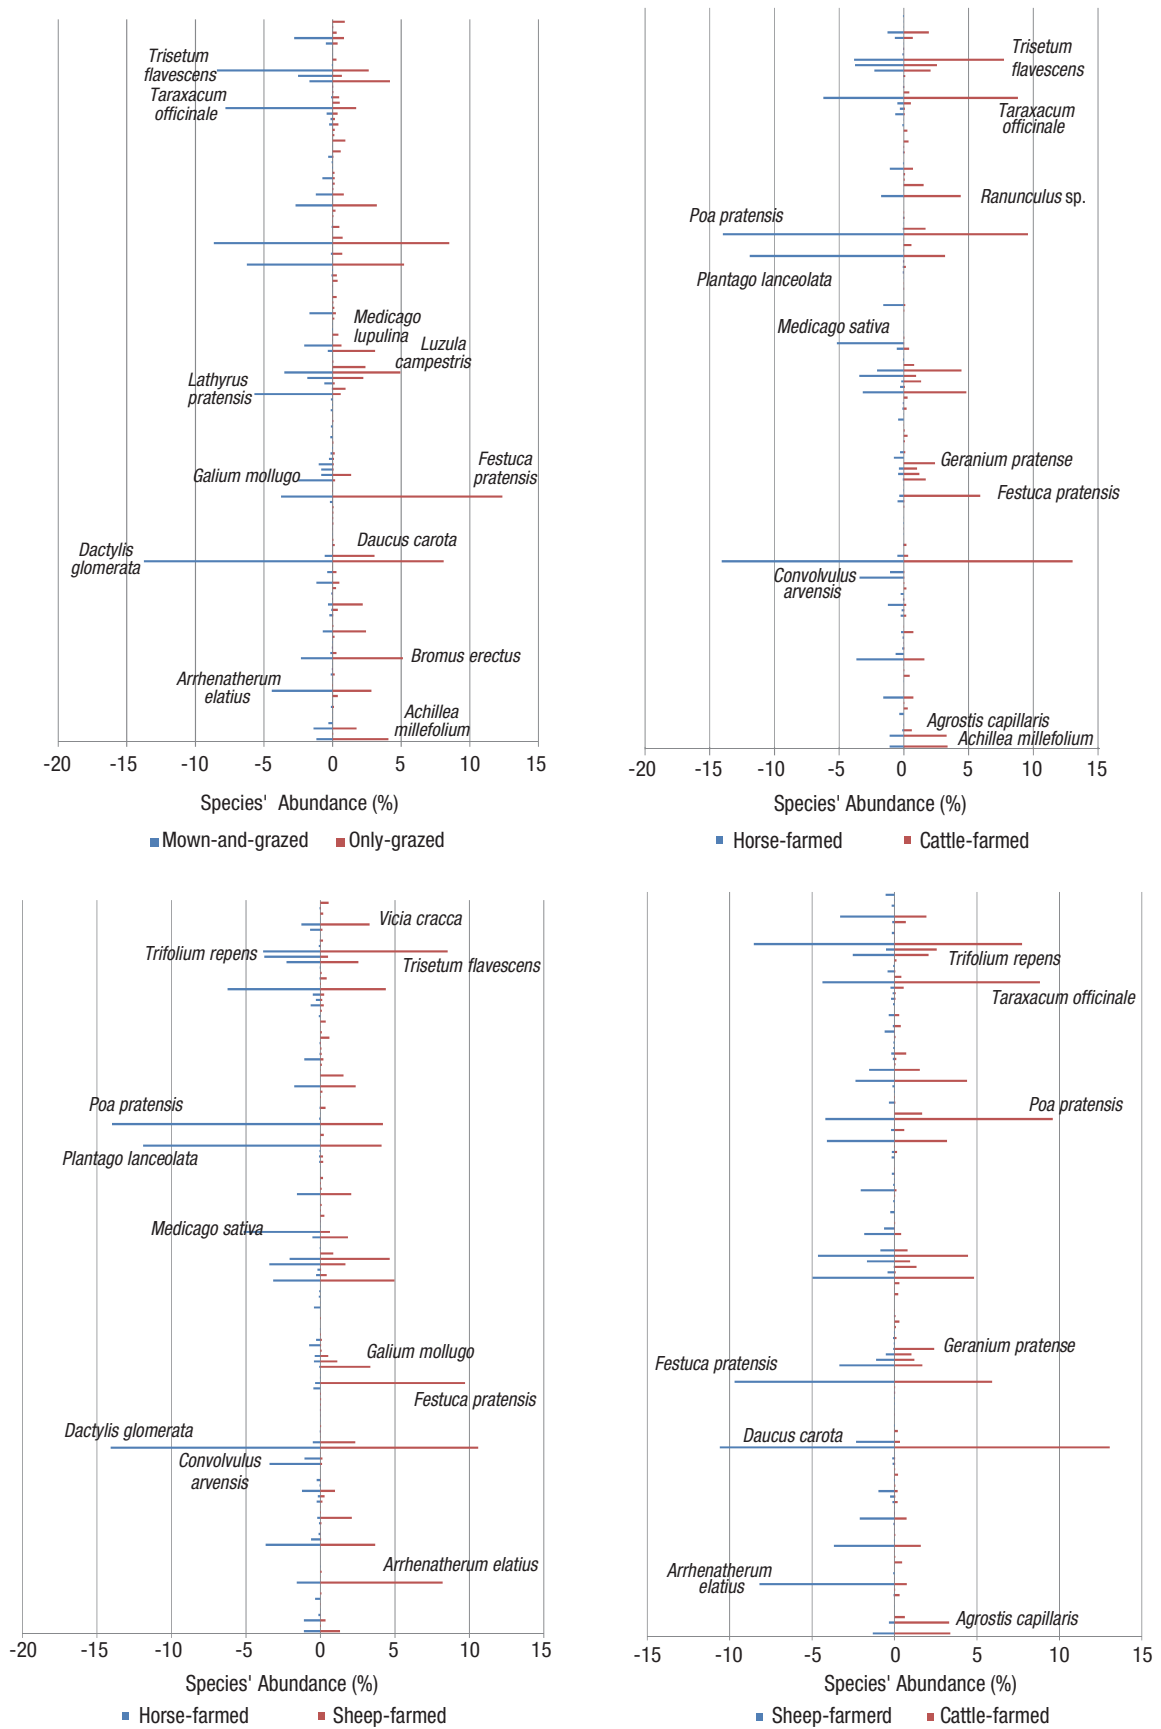 Trisetum
flavescens
Taraxacum
officinale
Medicago
lupulina
Luzula
campestris
Lathyrus
pratensis
Festuca
pratensis
Galium mollugo
Daucus carota
Dactylis
glomerata
Bromus erectus
Arrhenatherum
elatius
Achillea
millefolium
-20 -15 -10 -5 0 5 10 15
Species' Abundance (%)
Mown-and-grazed Only-grazed
Trisetum
flavescens
Taraxacum
officinale
Ranunculus sp.
Poa pratensis
Plantago lanceolata
Medicago sativa
Geranium pratense
Festuca pratensis
Convolvulus
arvensis
Agrostis capillaris
Achillea millefolium
-20 -15 -10 -5 0 5 10 15
Species' Abundance (%)
Horse-farmed Cattle-farmed
Vicia cracca
Trifolium repens
Trisetum flavescens
Poa pratensis
Plantago lanceolata
Medicago sativa
Galium mollugo
Festuca pratensis
Dactylis glomerata
Convolvulus
arvensis
Arrhenatherum elatius
-20 -15 -10 -5 0 5 10 15
Species' Abundance (%)
Horse-farmed Sheep-farmed
Trifolium repens
Taraxacum officinale
Poa pratensis
Geranium pratense
Festuca pratensis
Daucus carota
Arrhenatherum
elatius
Agrostis capillaris
-15 -10 -5 0 5 10 15
Species' Abundance (%)
Sheep-farmerd Cattle-farmed